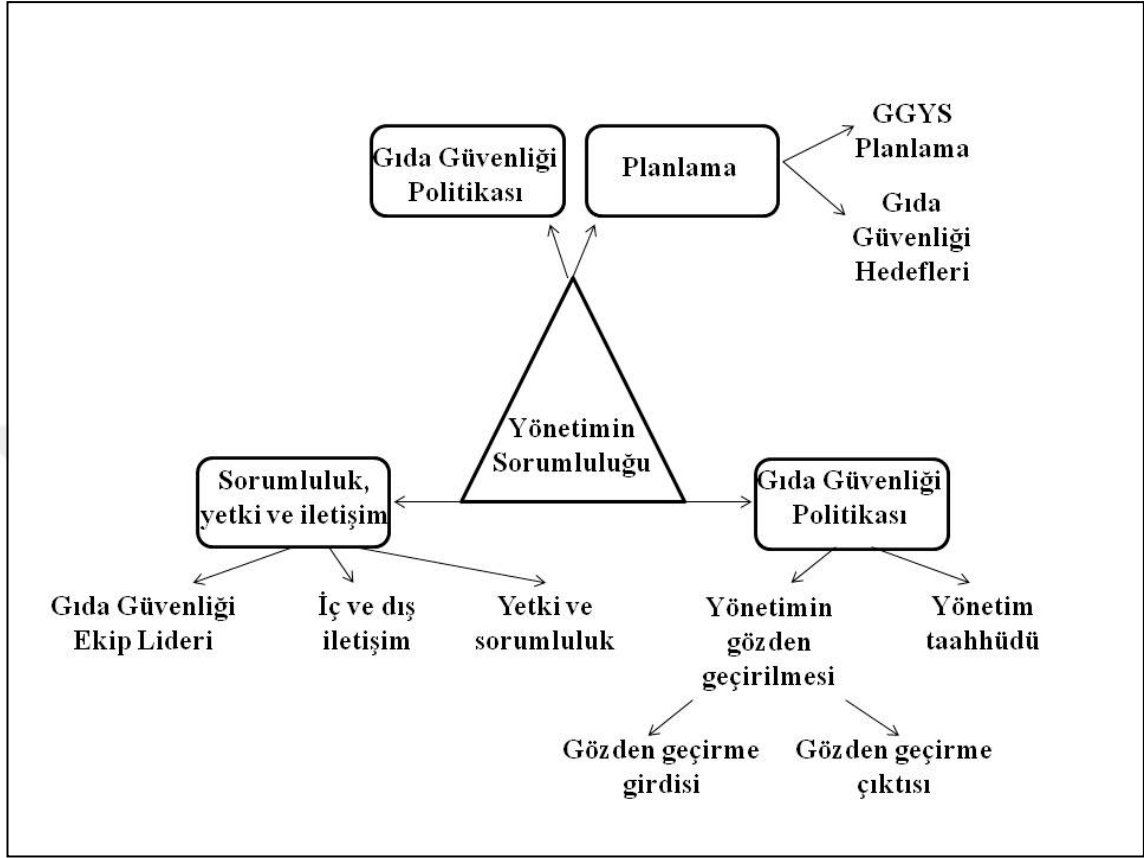 Gıda Güvenliği
Politikası
Planlama
GGYS
Planlama
Gıda
Güvenliği
Hedefleri
Yönetimin
Sorumluluğu
Sorumluluk,
yetki ve iletişim
Gıda Güvenliği
Politikası
Gıda Güvenliği
Ekip Lideri
İç ve dış
iletişim
Yetki ve
sorumluluk
Yönetimin
gözden
geçirilmesi
Yönetim
taahhüdü
Gözden geçirme
girdisi
Gözden geçirme
çıktısı